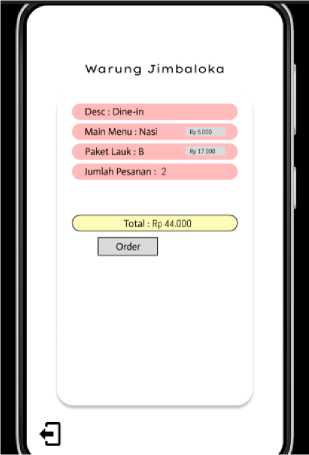 Warung Jimbaloka
Desc : Dine-in
Main Menu : Nasi Rp 5.000
Paket Lauk : B Rp 17.000
Jumlah Pesanan : 2
Total : Rp 44.000
Order